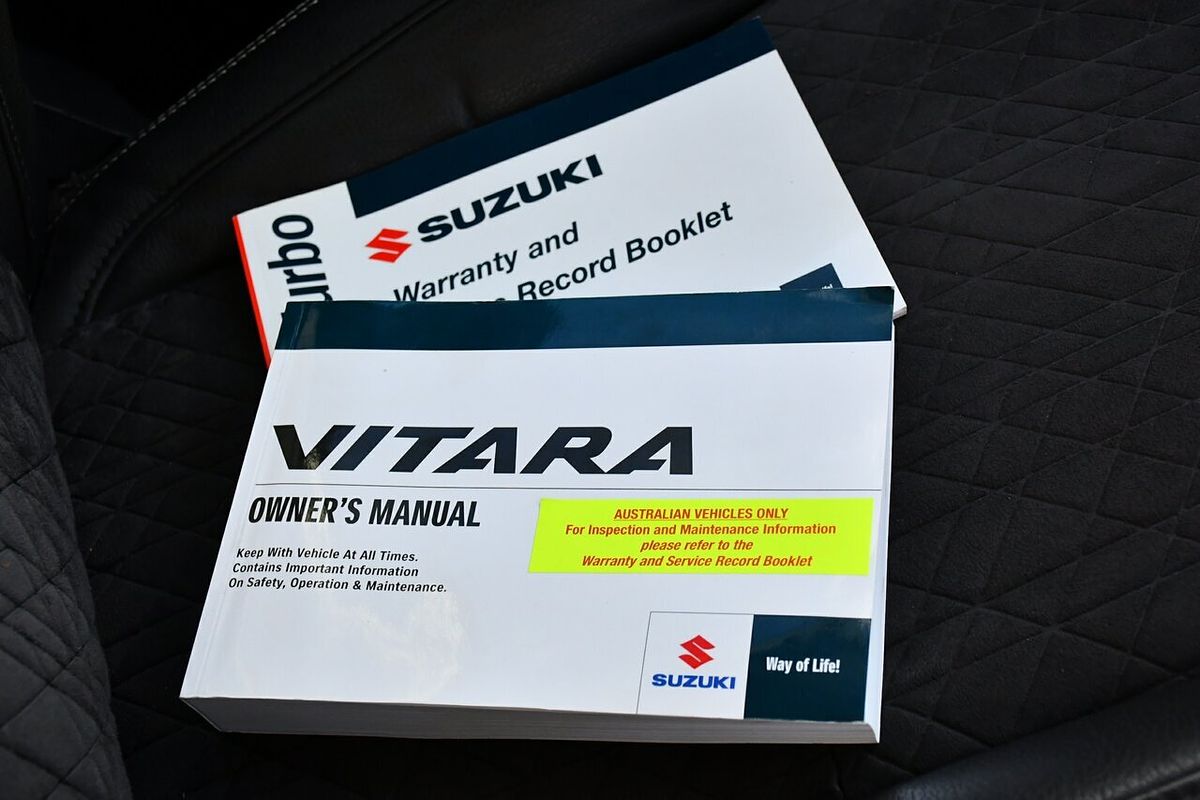 SUZUKI
Warranty and
Record Booklet
urbo
VITARA
OWNER'S MANUAL
Keep With Vehicle At All Times.
Contains Important Information
On Safety, Operation & Maintenance.
AUSTRALIAN VEHICLES ONLY
For Inspection and Maintenance Information
please refer to the
Warranty and Service Record Booklet
SUZUKI
Way of Life!